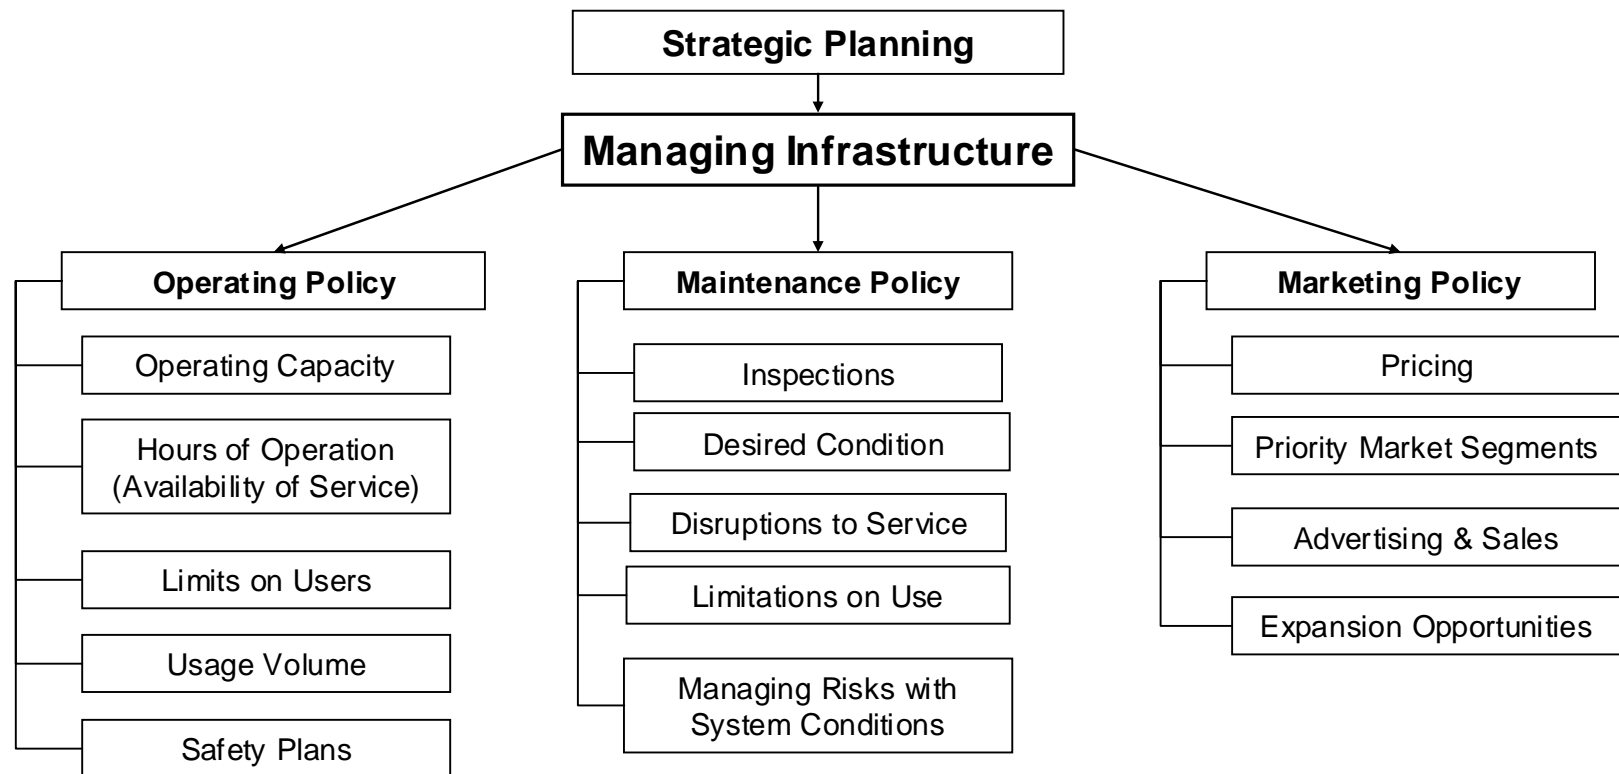 Strategic Planning
Managing Infrastructure
Operating Policy
Operating Capacity
Hours of Operation
(Availability of Service)
Limits on Users
Usage Volume
Safety Plans
Maintenance Policy
Inspections
Desired Condition
Disruptions to Service
Limitations on Use
Managing Risks with
System Conditions
Marketing Policy
Pricing
Priority Market Segments
Advertising & Sales
Expansion Opportunities